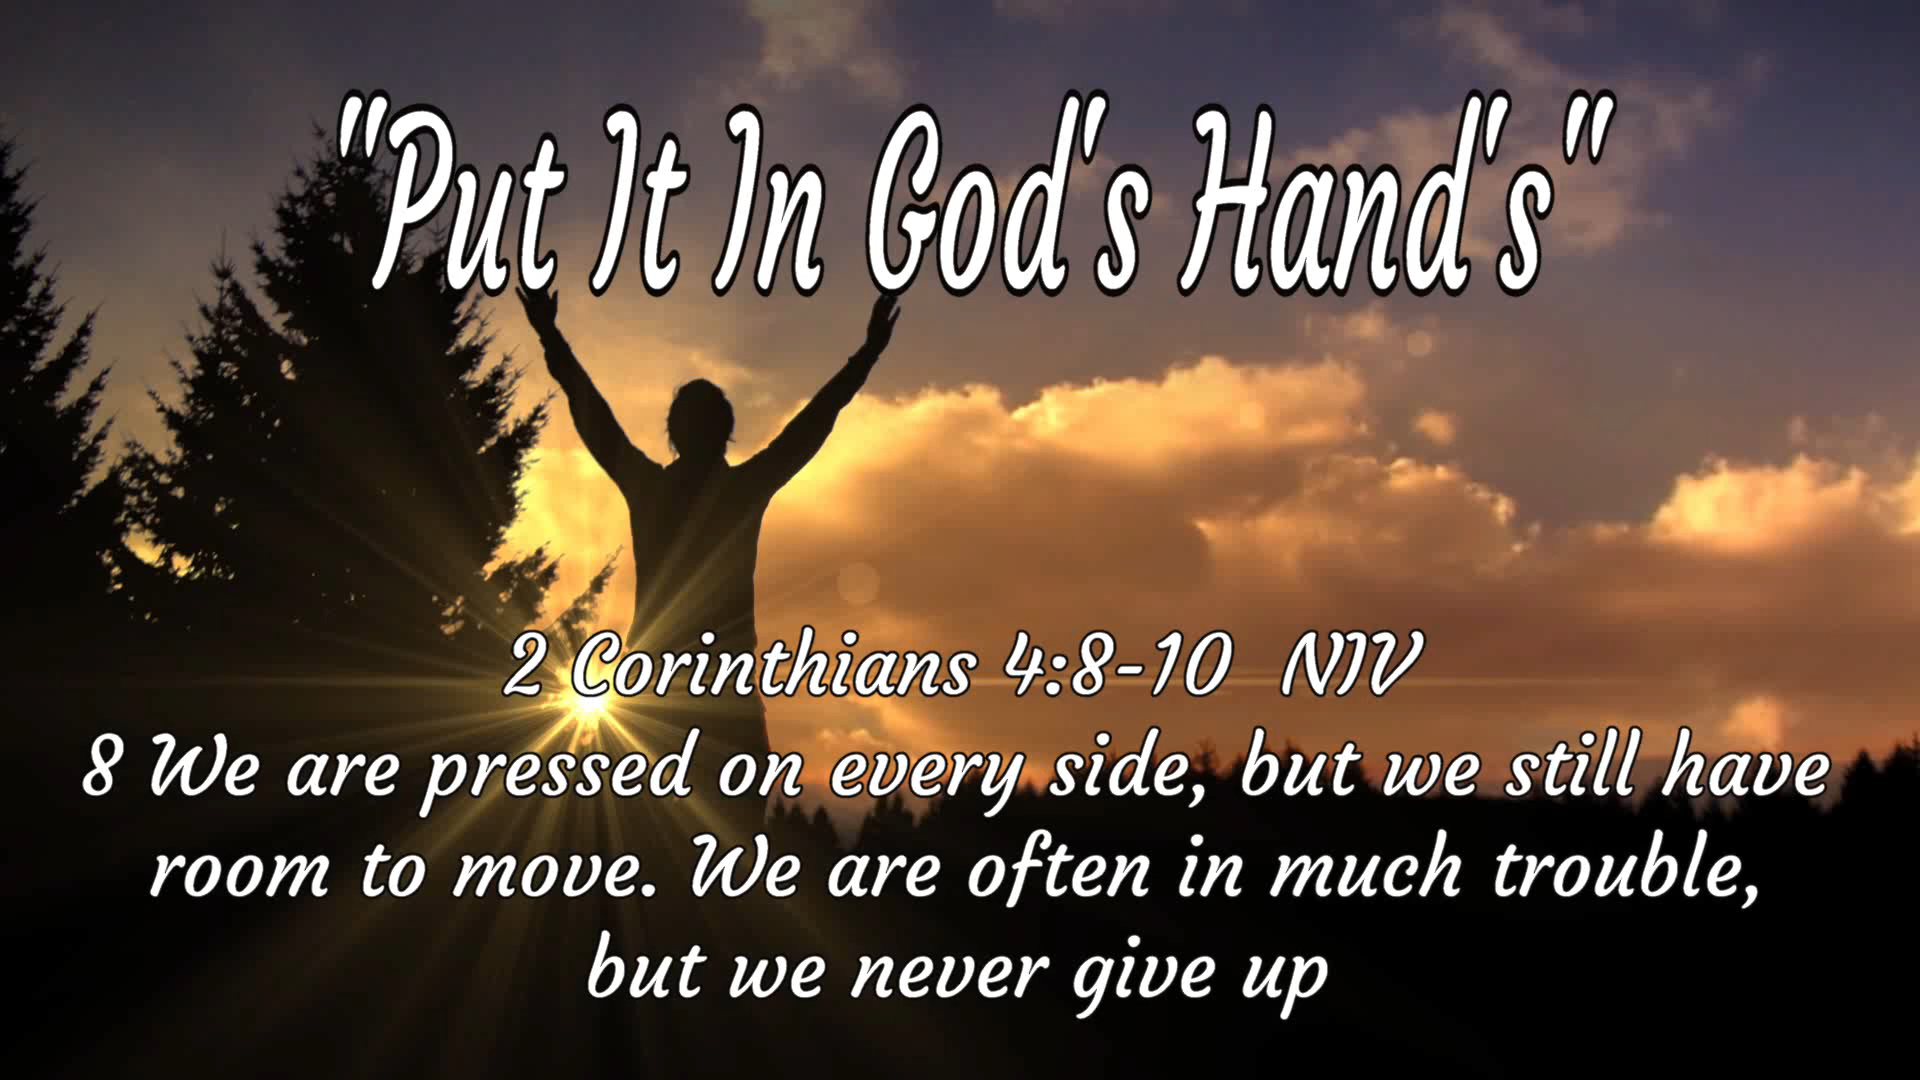 "Put It In God's Hand's"
2 Corinthians 4:8-10 NIV
8 We are pressed on every side, but we still have
room to move. We are often in much trouble,
but we never give up